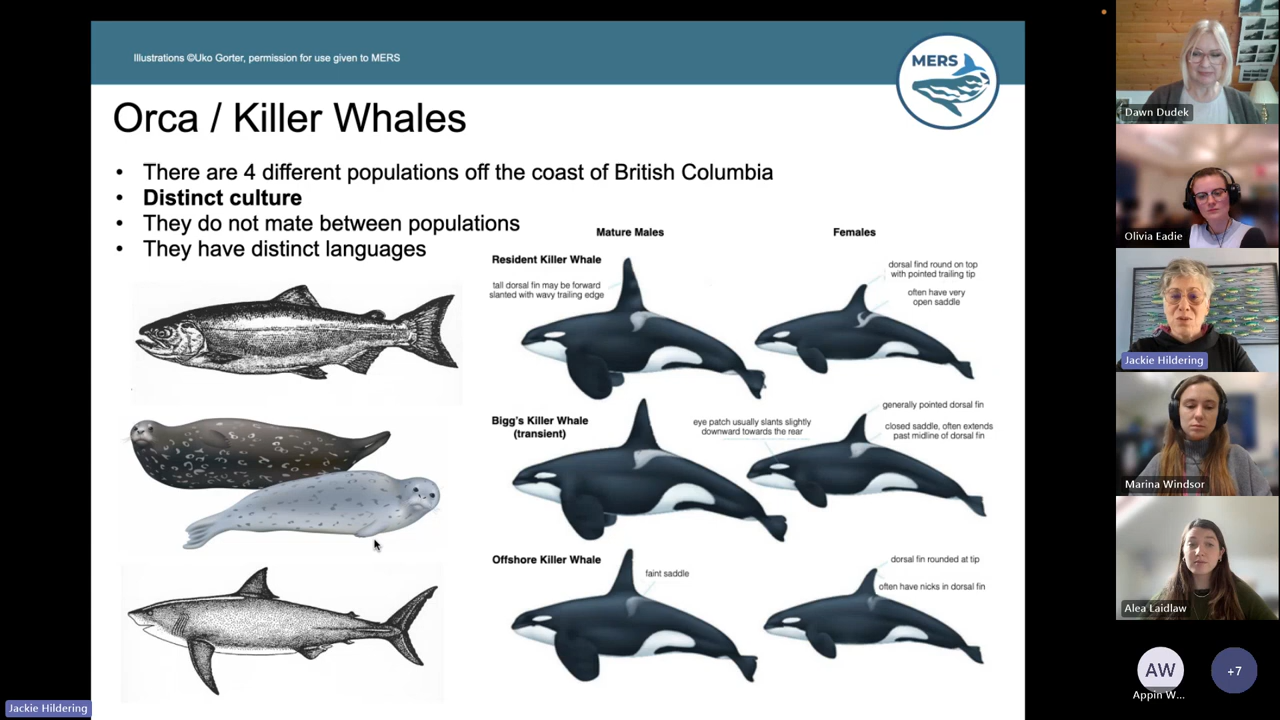 Illustrations ©Uko Gorter, permission for use given to MERS
MERS
Orca / Killer Whales
• There are 4 different populations off the coast of British Columbia
• Distinct culture
• They do not mate between populations
• They have distinct languages
Mature Males
Females
Resident Killer Whale
tall dorsal fin may be forward
slanted with wavy trailing edge
dorsal find round on top
with pointed trailing tip
often have very
open saddle
Bigg's Killer Whale
(transient)
eye patch usually slants slightly
downward towards the rear
generally pointed dorsal fin
closed saddle, often extends
past midline of dorsal fin
Offshore Killer Whale
faint saddle
dorsal fin rounded at tip
often have nicks in dorsal fin
Dawn Dudek
Olivia Eadie
Jackie Hildering
Marina Windsor
Alea Laidlaw
AW
+7
Appin W...
Jackie Hildering